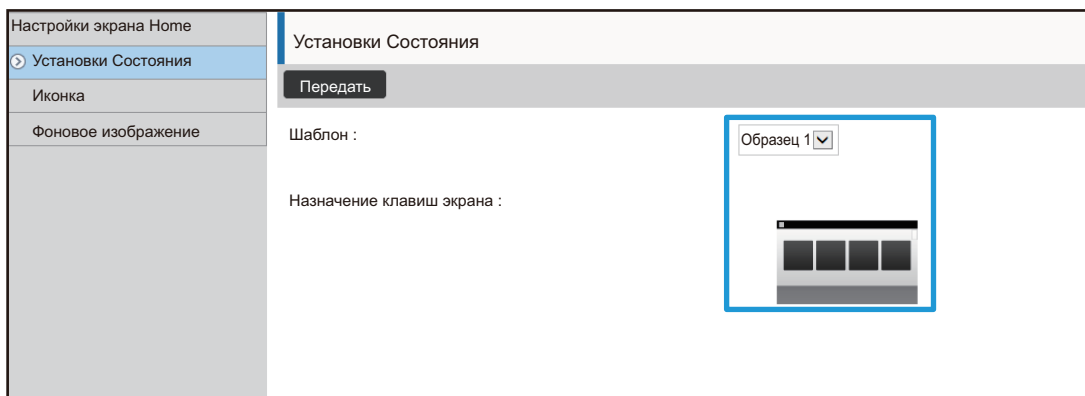 Настройки экрана Home
Установки Состояния
Иконка
Фоновое изображение
Установки Состояния
Передать
Шаблон :
Образец 1
Назначение клавиш экрана :